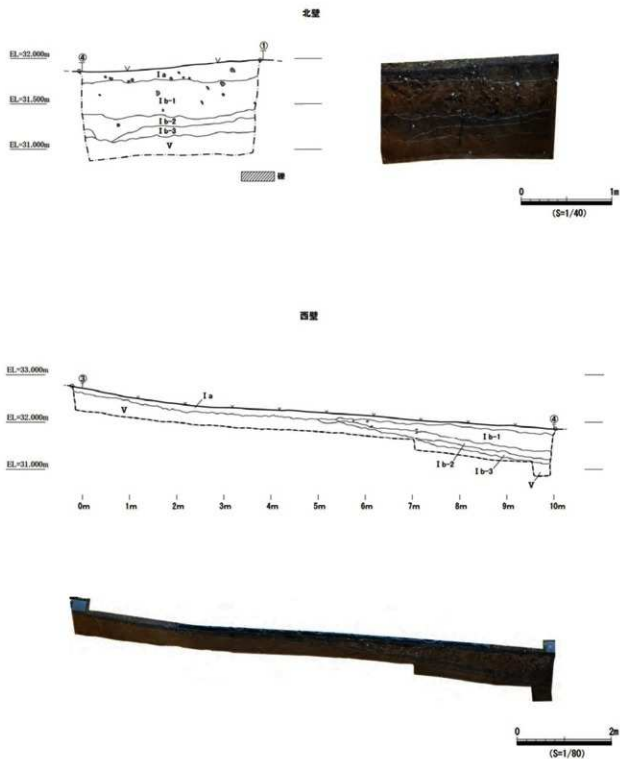 北壁
EL=32.000m
④
①
Ⅰa
EL=31.500m
P
Ⅰb-1
Ⅰb-2
Ⅰb-3
EL=31.000m
Ⅴ
礫
0 1m
(S=1/40)
西壁
EL=33.000m
③
Ⅰa
Ⅴ
EL=32.000m
④
Ⅰb-1
Ⅰb-2
Ⅰb-3
EL=31.000m
Ⅴ
0m 1m 2m 3m 4m 5m 6m 7m 8m 9m 10m
0 2m
(S=1/80)